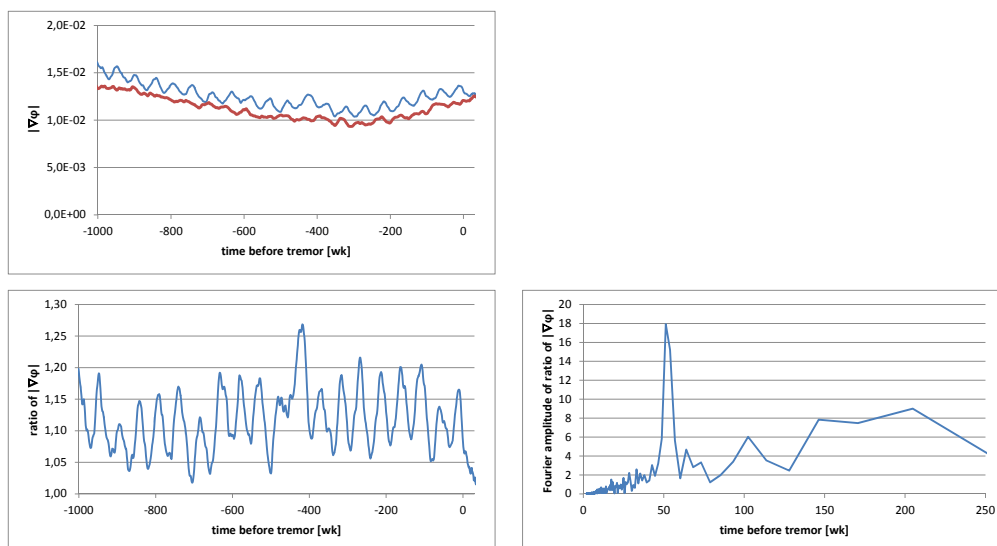 2,0E-02
1,5E-02
1,0E-02
5,0E-03
0,0E+00
|∇φ|
-1000 -800 -600 -400 -200 0
time before tremor [wk]
1,30
1,25
1,20
1,15
1,10
1,05
1,00
ratio of |∇φ|
-1000 -800 -600 -400 -200 0
time before tremor [wk]
20
18
16
14
12
10
8
6
4
2
0
Fourier amplitude of ratio of |∇φ|
0 50 100 150 200 250
time before tremor [wk]